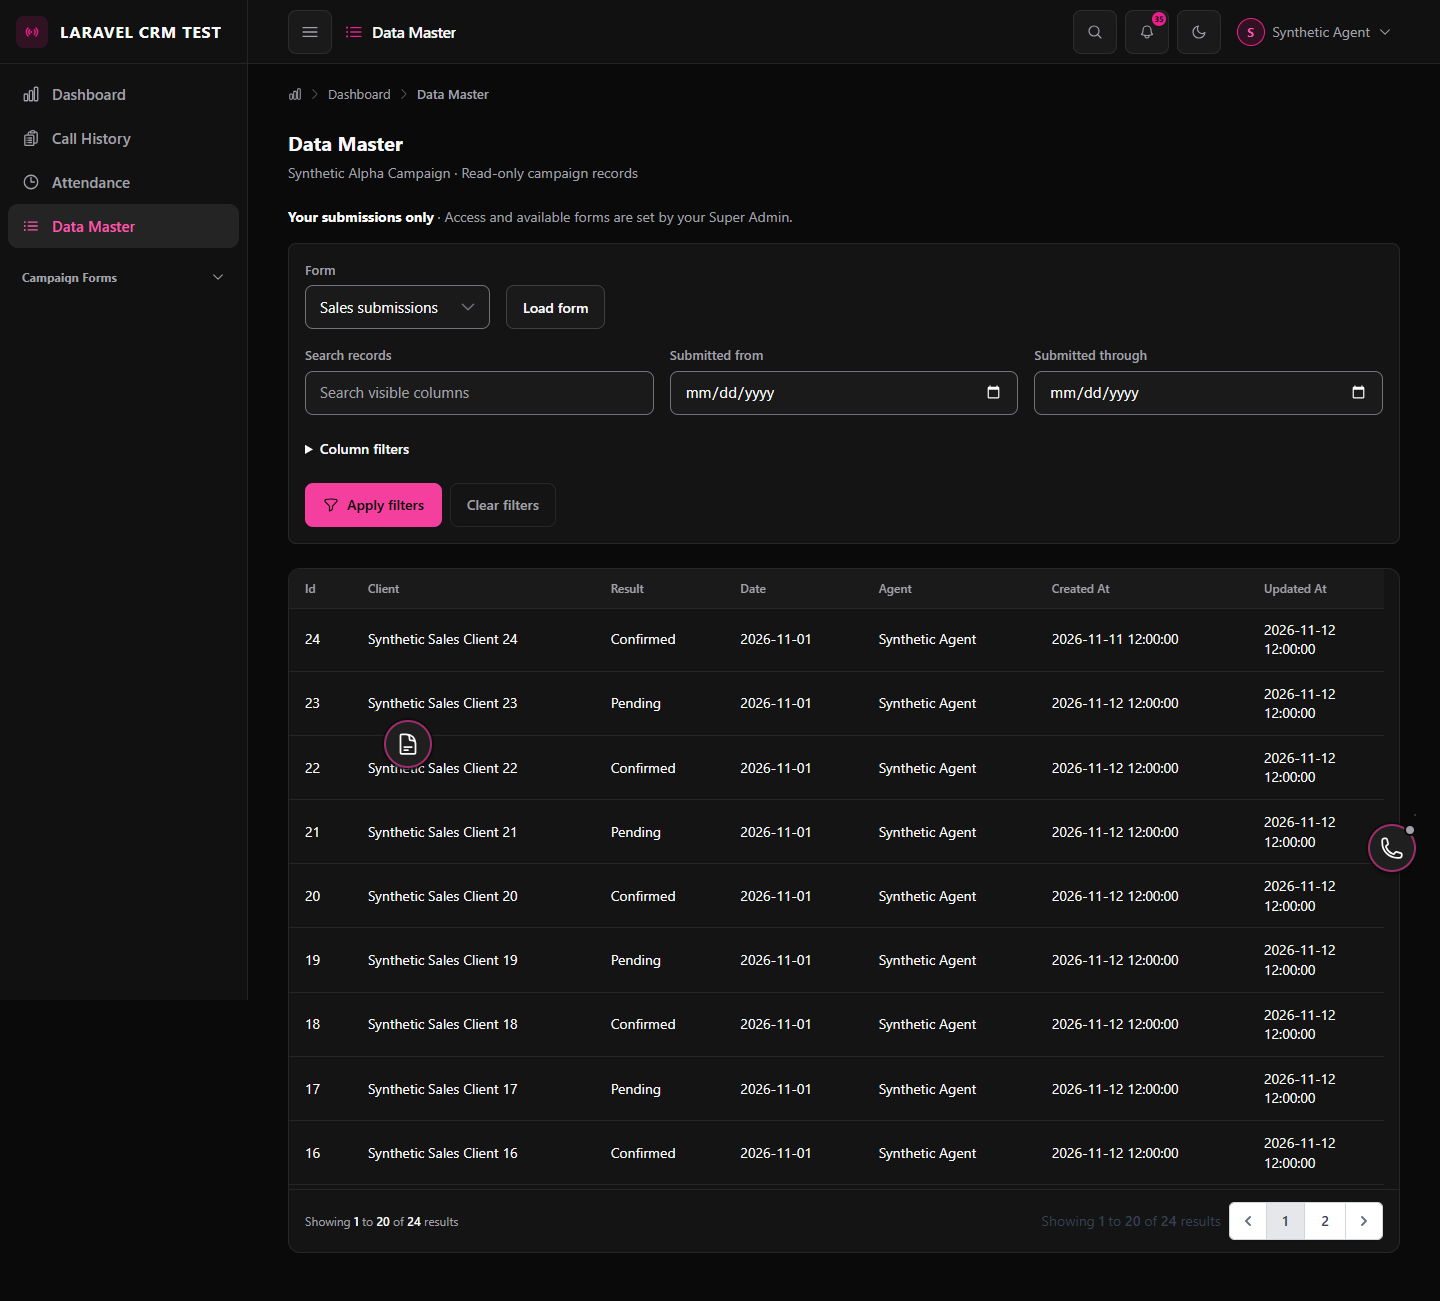 LARAVEL CRM TEST
Data Master
35
S
Synthetic Agent
Dashboard
Call History
Attendance
Data Master
Campaign Forms
Dashboard
Data Master
Data Master
Synthetic Alpha Campaign · Read-only campaign records
Your submissions only · Access and available forms are set by your Super Admin.
Form
Sales submissions
Load form
Search records
Submitted from
Submitted through
Search visible columns
mm/dd/yyyy
mm/dd/yyyy
Column filters
Apply filters
Clear filters
Id Client Result Date Agent Created At Updated At
24 Synthetic Sales Client 24 Confirmed 2026-11-01 Synthetic Agent 2026-11-11 12:00:00 2026-11-12 12:00:00
23 Synthetic Sales Client 23 Pending 2026-11-01 Synthetic Agent 2026-11-12 12:00:00 2026-11-12 12:00:00
22 Synthetic Sales Client 22 Confirmed 2026-11-01 Synthetic Agent 2026-11-12 12:00:00 2026-11-12 12:00:00
21 Synthetic Sales Client 21 Pending 2026-11-01 Synthetic Agent 2026-11-12 12:00:00 2026-11-12 12:00:00
20 Synthetic Sales Client 20 Confirmed 2026-11-01 Synthetic Agent 2026-11-12 12:00:00 2026-11-12 12:00:00
19 Synthetic Sales Client 19 Pending 2026-11-01 Synthetic Agent 2026-11-12 12:00:00 2026-11-12 12:00:00
18 Synthetic Sales Client 18 Confirmed 2026-11-01 Synthetic Agent 2026-11-12 12:00:00 2026-11-12 12:00:00
17 Synthetic Sales Client 17 Pending 2026-11-01 Synthetic Agent 2026-11-12 12:00:00 2026-11-12 12:00:00
16 Synthetic Sales Client 16 Confirmed 2026-11-01 Synthetic Agent 2026-11-12 12:00:00 2026-11-12 12:00:00
Showing 1 to 20 of 24 results
Showing 1 to 20 of 24 results
1 2